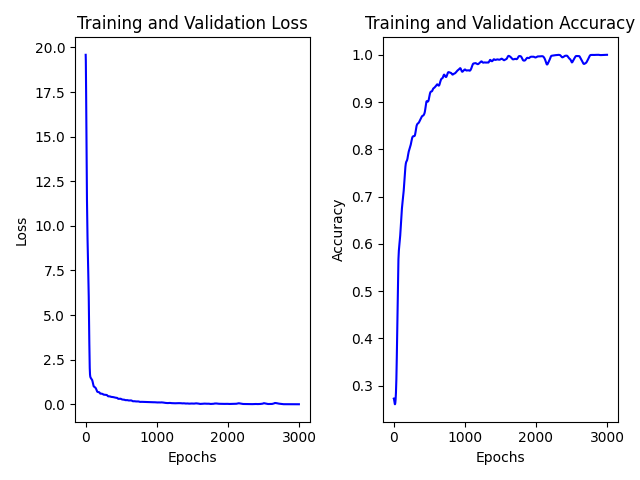 Training and Validation Loss
20.0
17.5
15.0
12.5
10.0
7.5
5.0
2.5
0.0
Loss
0 1000 2000 3000
Epochs
Training and Validation Accuracy
1.0
0.9
0.8
0.7
0.6
0.5
0.4
0.3
Accuracy
0 1000 2000 3000
Epochs